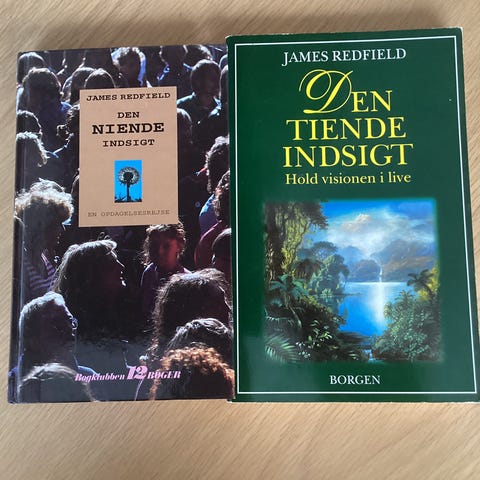 JAMES REDFIELD
DEN
NIENDE
INDSIGT
EN OPDAGELSESREJSE
Bogklubben 12 BØGER
JAMES REDFIELD
DEN
TIENDE
INDSIGT
Hold visionen i live
BORGEN